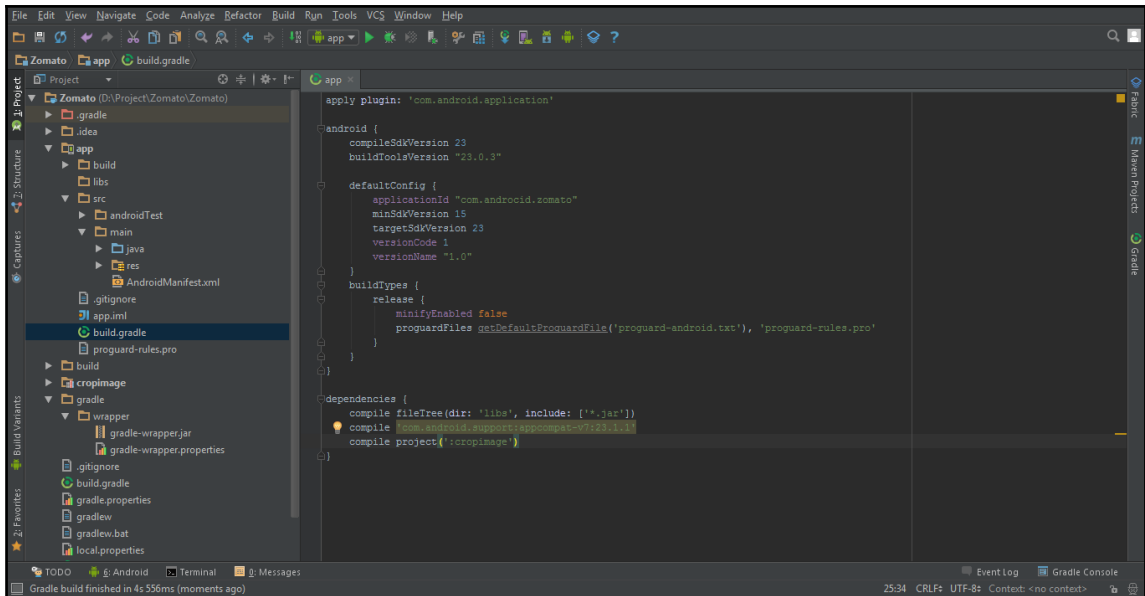 File Edit View Navigate Code Analyze Refactor Build Run Tools VCS Window Help
app
Zomato app build.gradle
1: Project
7: Structure
Captures
Build Variants
2: Favorites
Project
Zomato (D:\Project\Zomato\Zomato)
.gradle
.idea
app
build
libs
src
androidTest
main
java
res
AndroidManifest.xml
.gitignore
app.iml
build.gradle
proguard-rules.pro
build
cropimage
gradle
wrapper
gradle-wrapper.jar
gradle-wrapper.properties
.gitignore
build.gradle
gradle.properties
gradlew
gradlew.bat
local.properties
app
apply plugin: 'com.android.application'
android {
compileSdkVersion 23
buildToolsVersion "23.0.3"
defaultConfig {
applicationId "com.androcid.zomato"
minSdkVersion 15
targetSdkVersion 23
versionCode 1
versionName "1.0"
}
buildTypes {
release {
minifyEnabled false
proguardFiles getDefaultProguardFile('proguard-android.txt'), 'proguard-rules.pro'
}
}
}
dependencies {
compile fileTree(dir: 'libs', include: ['*.jar'])
compile 'com.android.support:appcompat-v7:23.1.1'
compile project(':cropimage')
}
Fabric
m Maven Projects
Gradle
TODO 6: Android Terminal 0: Messages Event Log Gradle Console
Gradle build finished in 4s 556ms (moments ago) 25:34 CRLF UTF-8 Context: <no context>